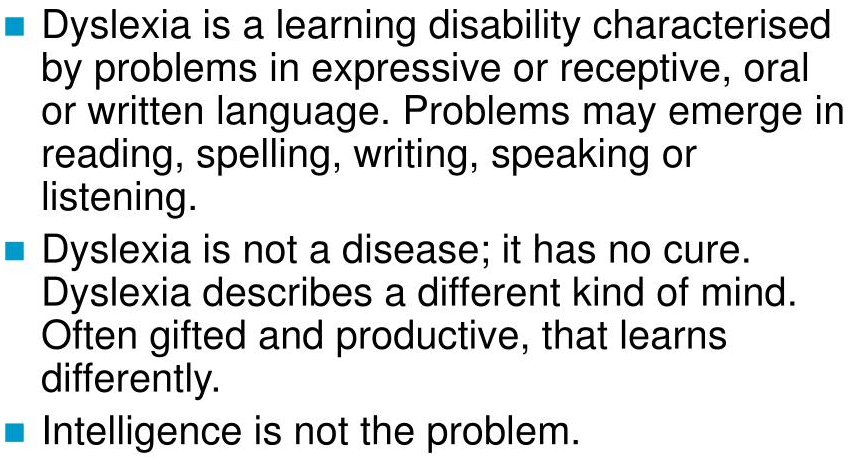 Dyslexia is a learning disability characterised
by problems in expressive or receptive, oral
or written language. Problems may emerge in
reading, spelling, writing, speaking or
listening.
Dyslexia is not a disease; it has no cure.
Dyslexia describes a different kind of mind.
Often gifted and productive, that learns
differently.
Intelligence is not the problem.